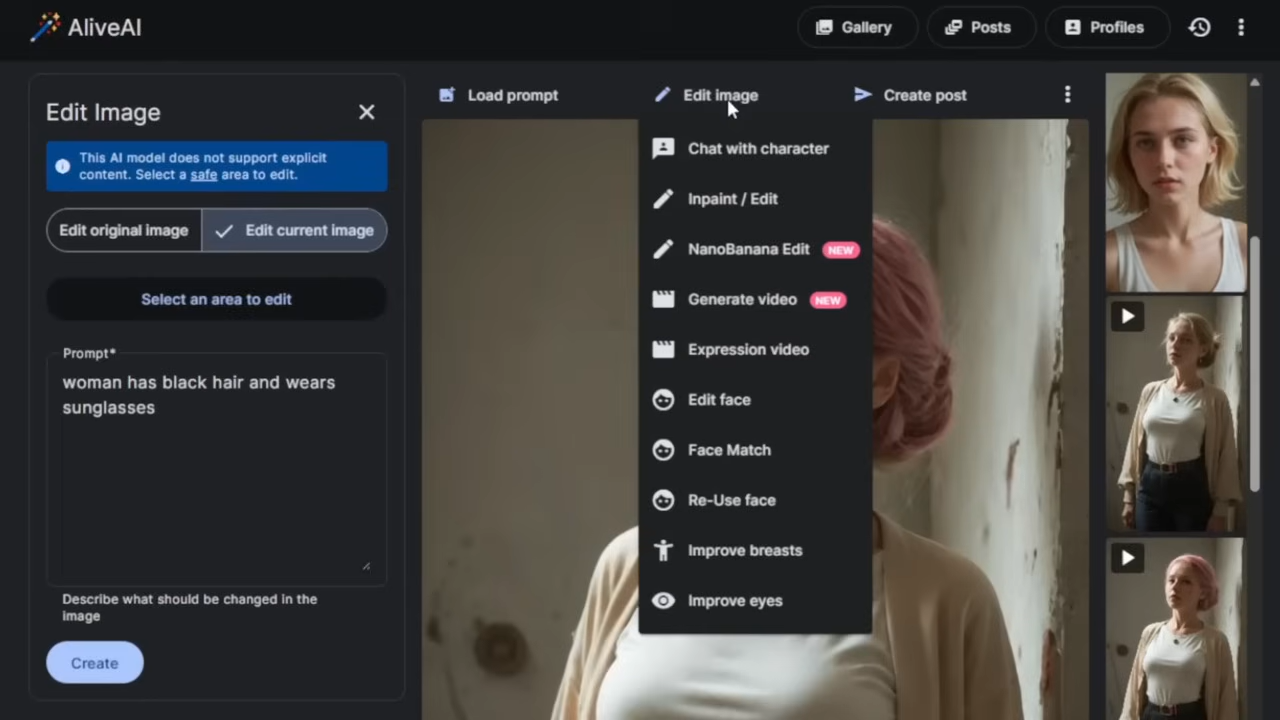 AliveAI
Gallery
Posts
Profiles
Edit Image
This AI model does not support explicit
content. Select a safe area to edit.
Edit original image
Edit current image
Select an area to edit
Prompt*
woman has black hair and wears
sunglasses
Describe what should be changed in the
image
Create
Load prompt
Edit image
Create post
Chat with character
Inpaint / Edit
NanoBanana Edit NEW
Generate video NEW
Expression video
Edit face
Face Match
Re-Use face
Improve breasts
Improve eyes